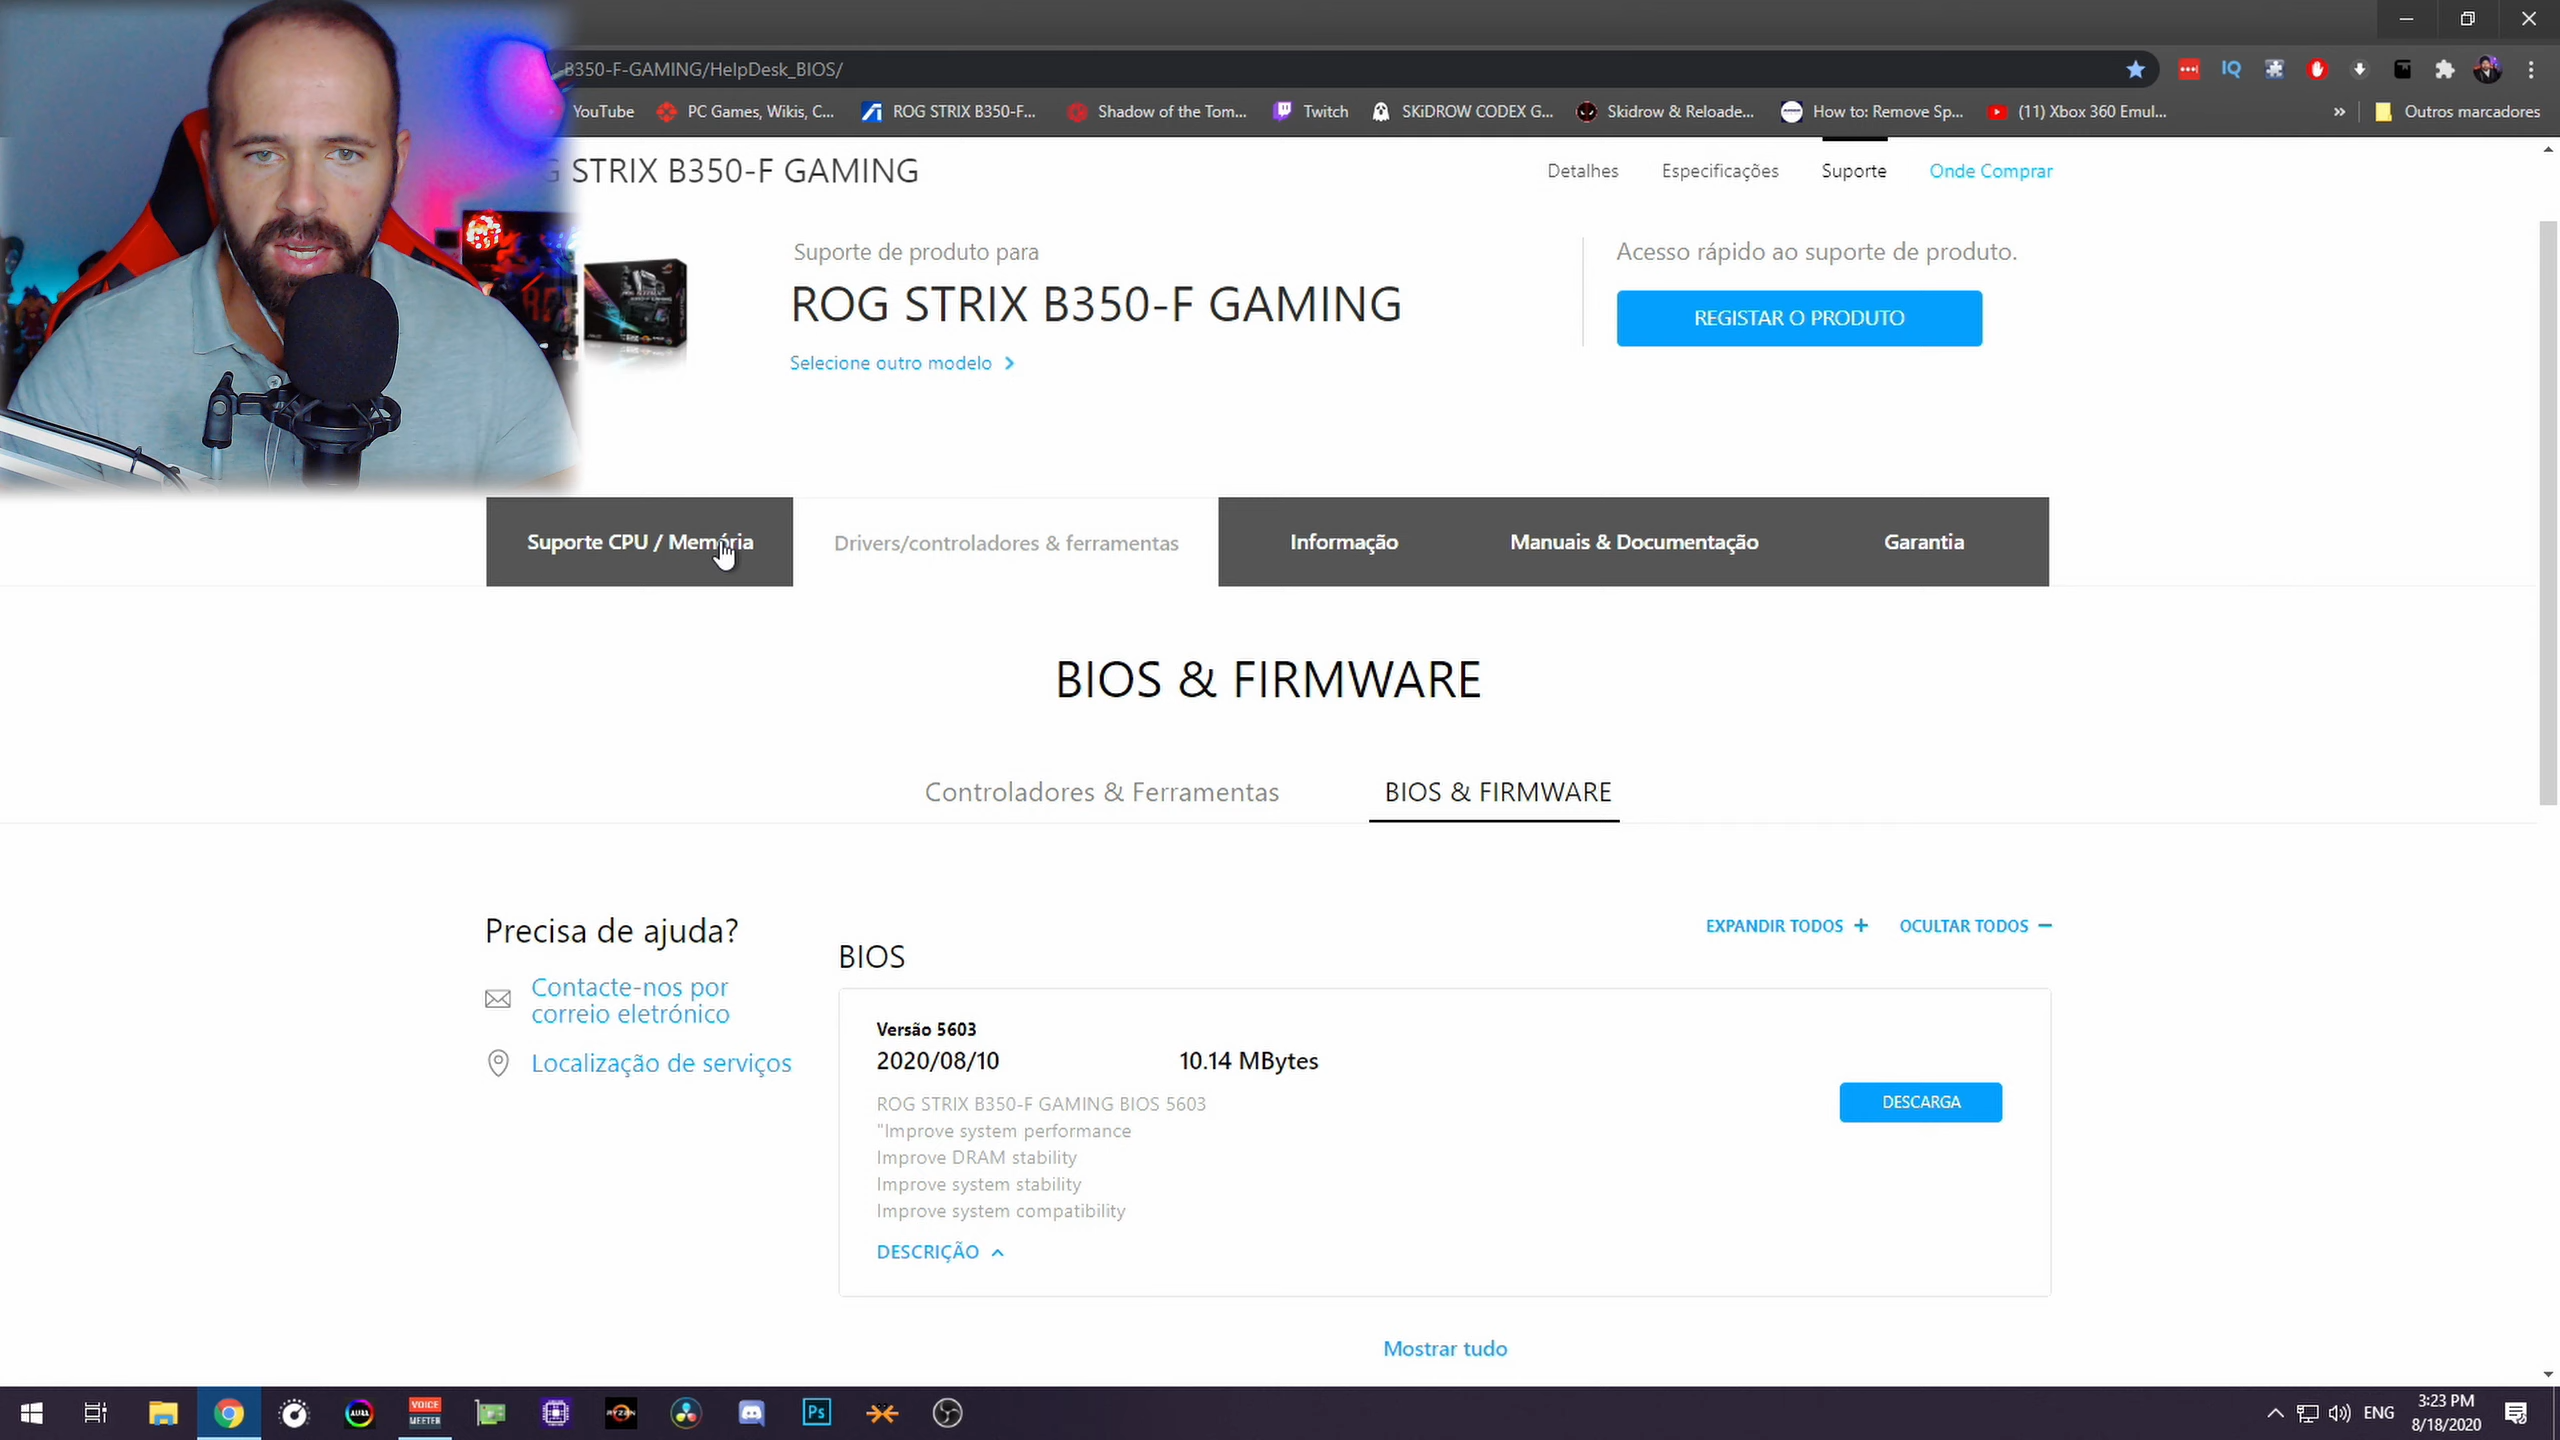 B350-F-GAMING/HelpDesk_BIOS/
IQ
YouTube
PC Games, Wikis, C...
ROG STRIX B350-F...
Shadow of the Tom...
Twitch
SKiDROW CODEX G...
Skidrow & Reloade...
How to: Remove Sp...
(11) Xbox 360 Emul...
»
Outros marcadores
G STRIX B350-F GAMING
Detalhes
Especificações
Suporte
Onde Comprar
Suporte de produto para
ROG STRIX B350-F GAMING
Selecione outro modelo >
Acesso rápido ao suporte de produto.
REGISTAR O PRODUTO
Suporte CPU / Memória
Drivers/controladores & ferramentas
Informação
Manuais & Documentação
Garantia
BIOS & FIRMWARE
Controladores & Ferramentas
BIOS & FIRMWARE
Precisa de ajuda?
Contacte-nos por
correio eletrónico
Localização de serviços
EXPANDIR TODOS +
OCULTAR TODOS −
BIOS
Versão 5603
2020/08/10
10.14 MBytes
ROG STRIX B350-F GAMING BIOS 5603
"Improve system performance
Improve DRAM stability
Improve system stability
Improve system compatibility
DESCRIÇÃO
DESCARGA
Mostrar tudo
AURA
VOICE
MEETER
RYZEN
Ps
ENG
3:23 PM
8/18/2020